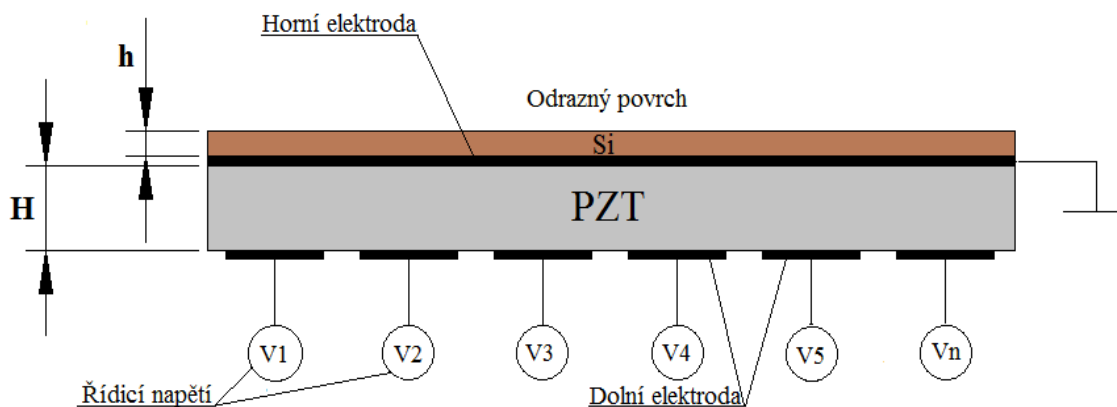 Horní elektroda
h
Odrazný povrch
Si
H
PZT
V1 V2 V3 V4 V5 Vn
Řídicí napětí
Dolní elektroda